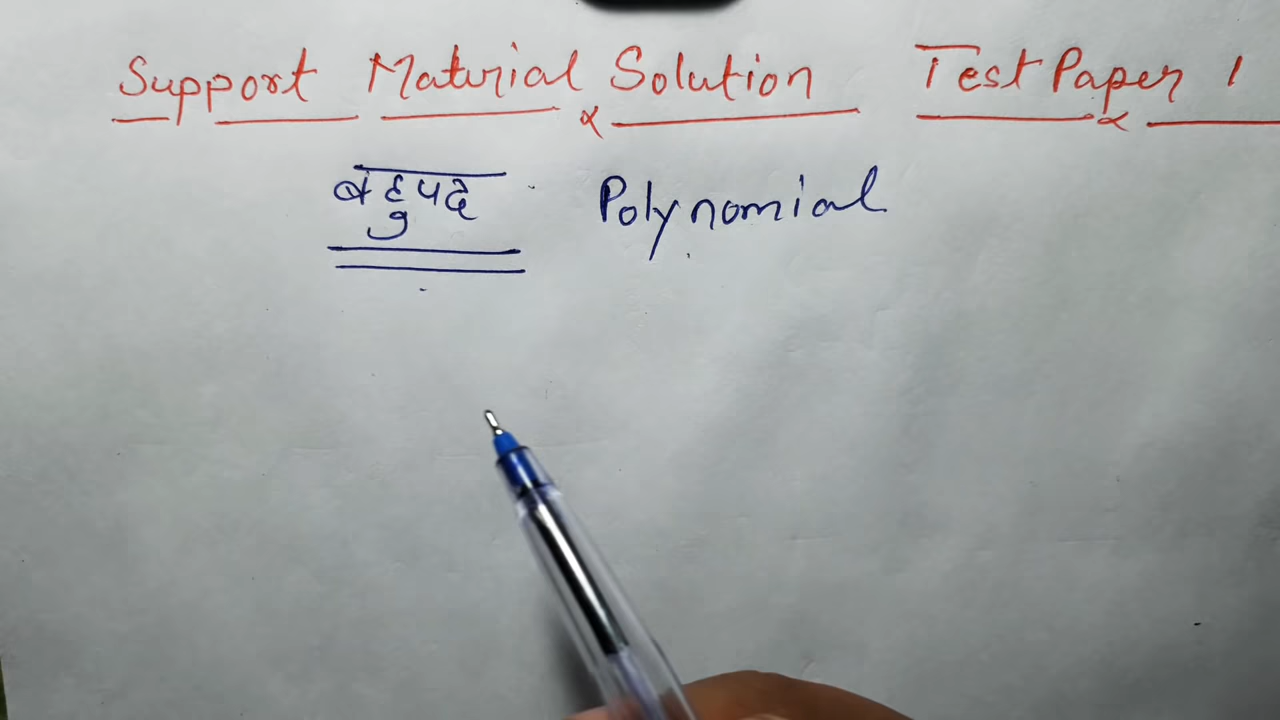 Support Material Solution Test Paper 1
बहुपद Polynomial